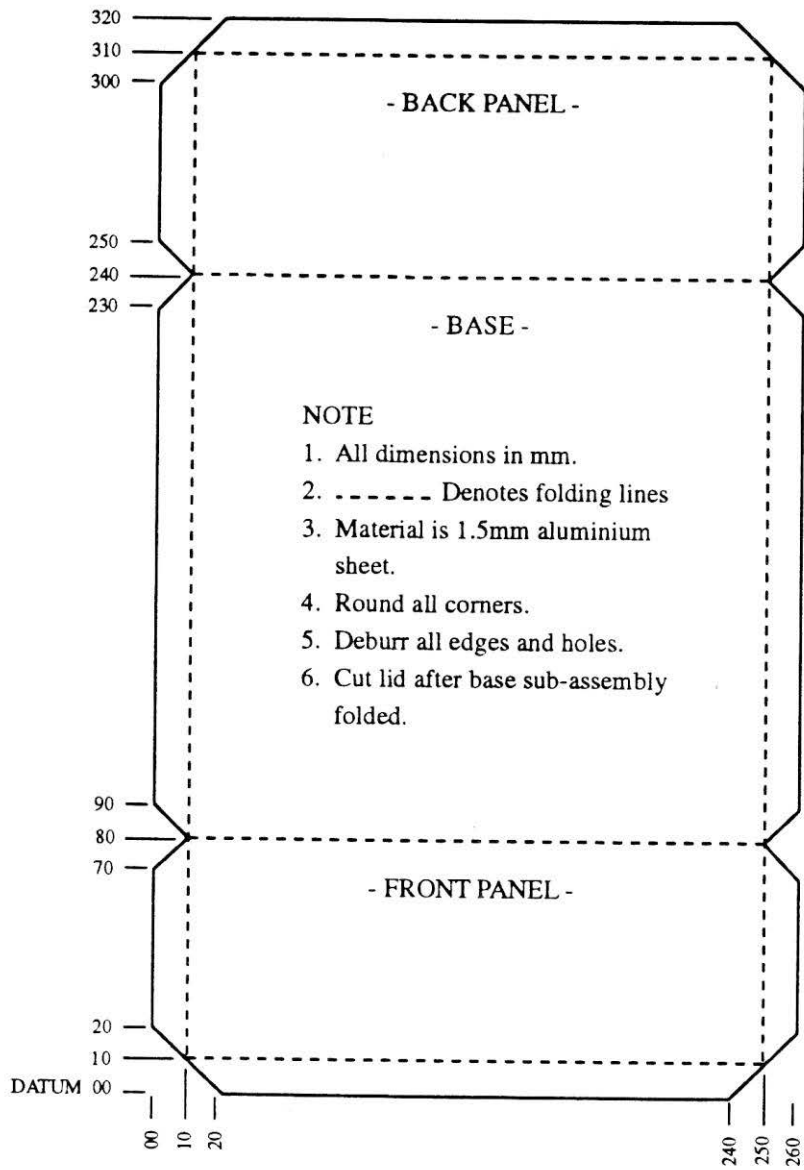 320
310
300
- BACK PANEL -
250
240
230
- BASE -
NOTE
1. All dimensions in mm.
2. ------ Denotes folding lines
3. Material is 1.5mm aluminium
sheet.
4. Round all corners.
5. Deburr all edges and holes.
6. Cut lid after base sub-assembly
folded.
90
80
70
- FRONT PANEL -
20
10
DATUM 00
00 10 20 240 250 260